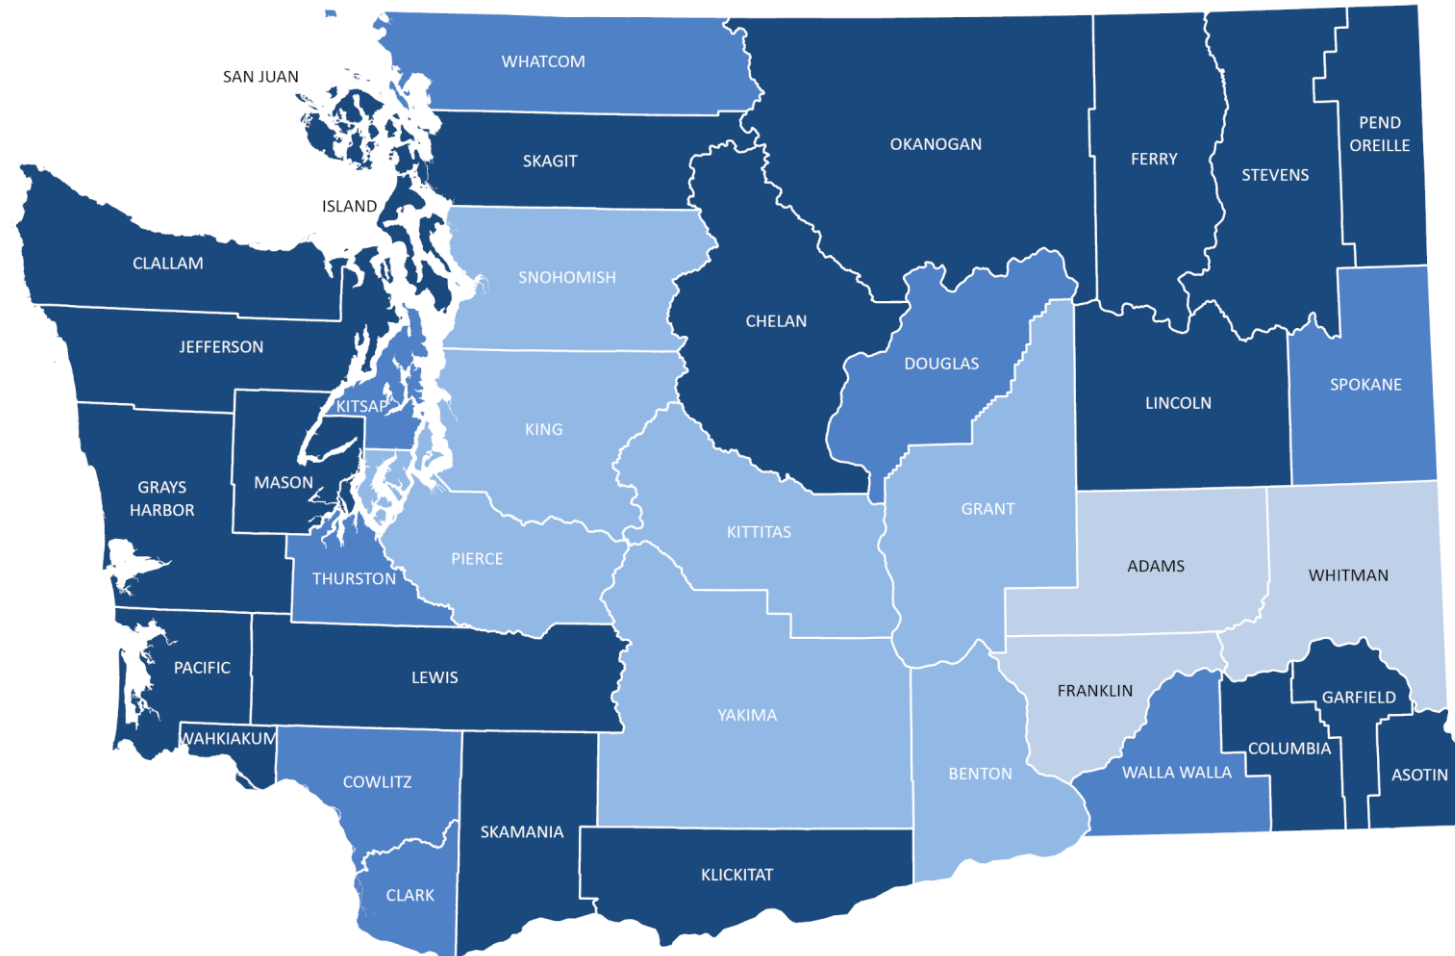 WHATCOM
SAN JUAN
SKAGIT
OKANOGAN
FERRY
STEVENS
PEND
OREILLE
ISLAND
CLALLAM
SNOHOMISH
CHELAN
JEFFERSON
DOUGLAS
SPOKANE
KITSAP
LINCOLN
KING
MASON
GRAYS
HARBOR
GRANT
KITTITAS
PIERCE
ADAMS
WHITMAN
THURSTON
PACIFIC
LEWIS
FRANKLIN
GARFIELD
YAKIMA
WAHKIAKUM
COLUMBIA
COWLITZ
BENTON
WALLA WALLA
ASOTIN
SKAMANIA
KLICKITAT
CLARK